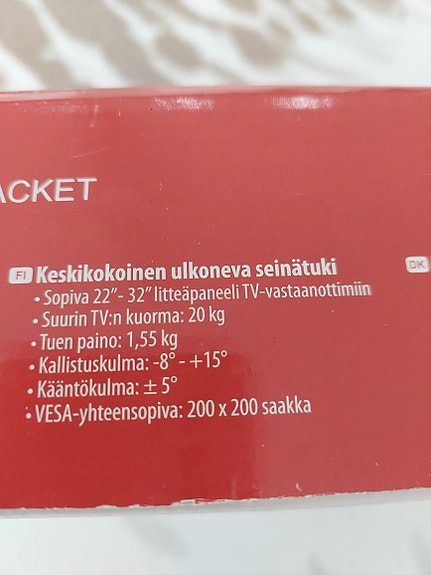 ACKET
FI Keskikokoinen ulkoneva seinätuki
• Sopiva 22”- 32” litteäpaneeli TV-vastaanottimiin
• Suurin TV:n kuorma: 20 kg
• Tuen paino: 1,55 kg
• Kallistuskulma: -8° - +15°
• Kääntökulma: ± 5°
• VESA-yhteensopiva: 200 x 200 saakka
DK